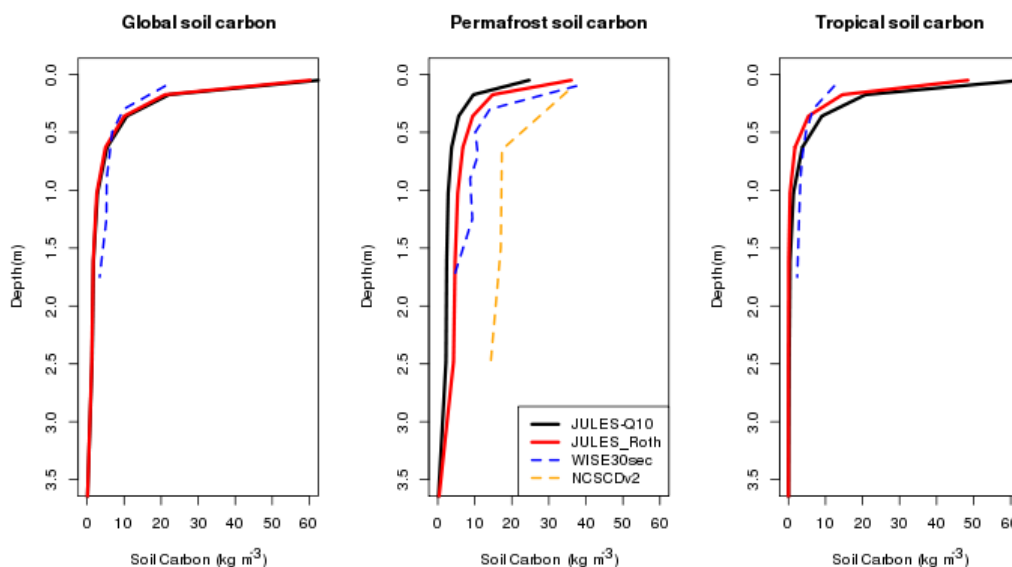 Global soil carbon
Permafrost soil carbon
Tropical soil carbon
Depth(m)
0.0
0.5
1.0
1.5
2.0
2.5
3.0
3.5
0 10 20 30 40 50 60
Soil Carbon (kg m-3)
Depth(m)
0.0
0.5
1.0
1.5
2.0
2.5
3.0
3.5
JULES-Q10
JULES_Roth
WISE30sec
NCSCDv2
0 10 20 30 40 50 60
Soil Carbon (kg m-3)
Depth(m)
0.0
0.5
1.0
1.5
2.0
2.5
3.0
3.5
0 10 20 30 40 50 60
Soil Carbon (kg m-3)